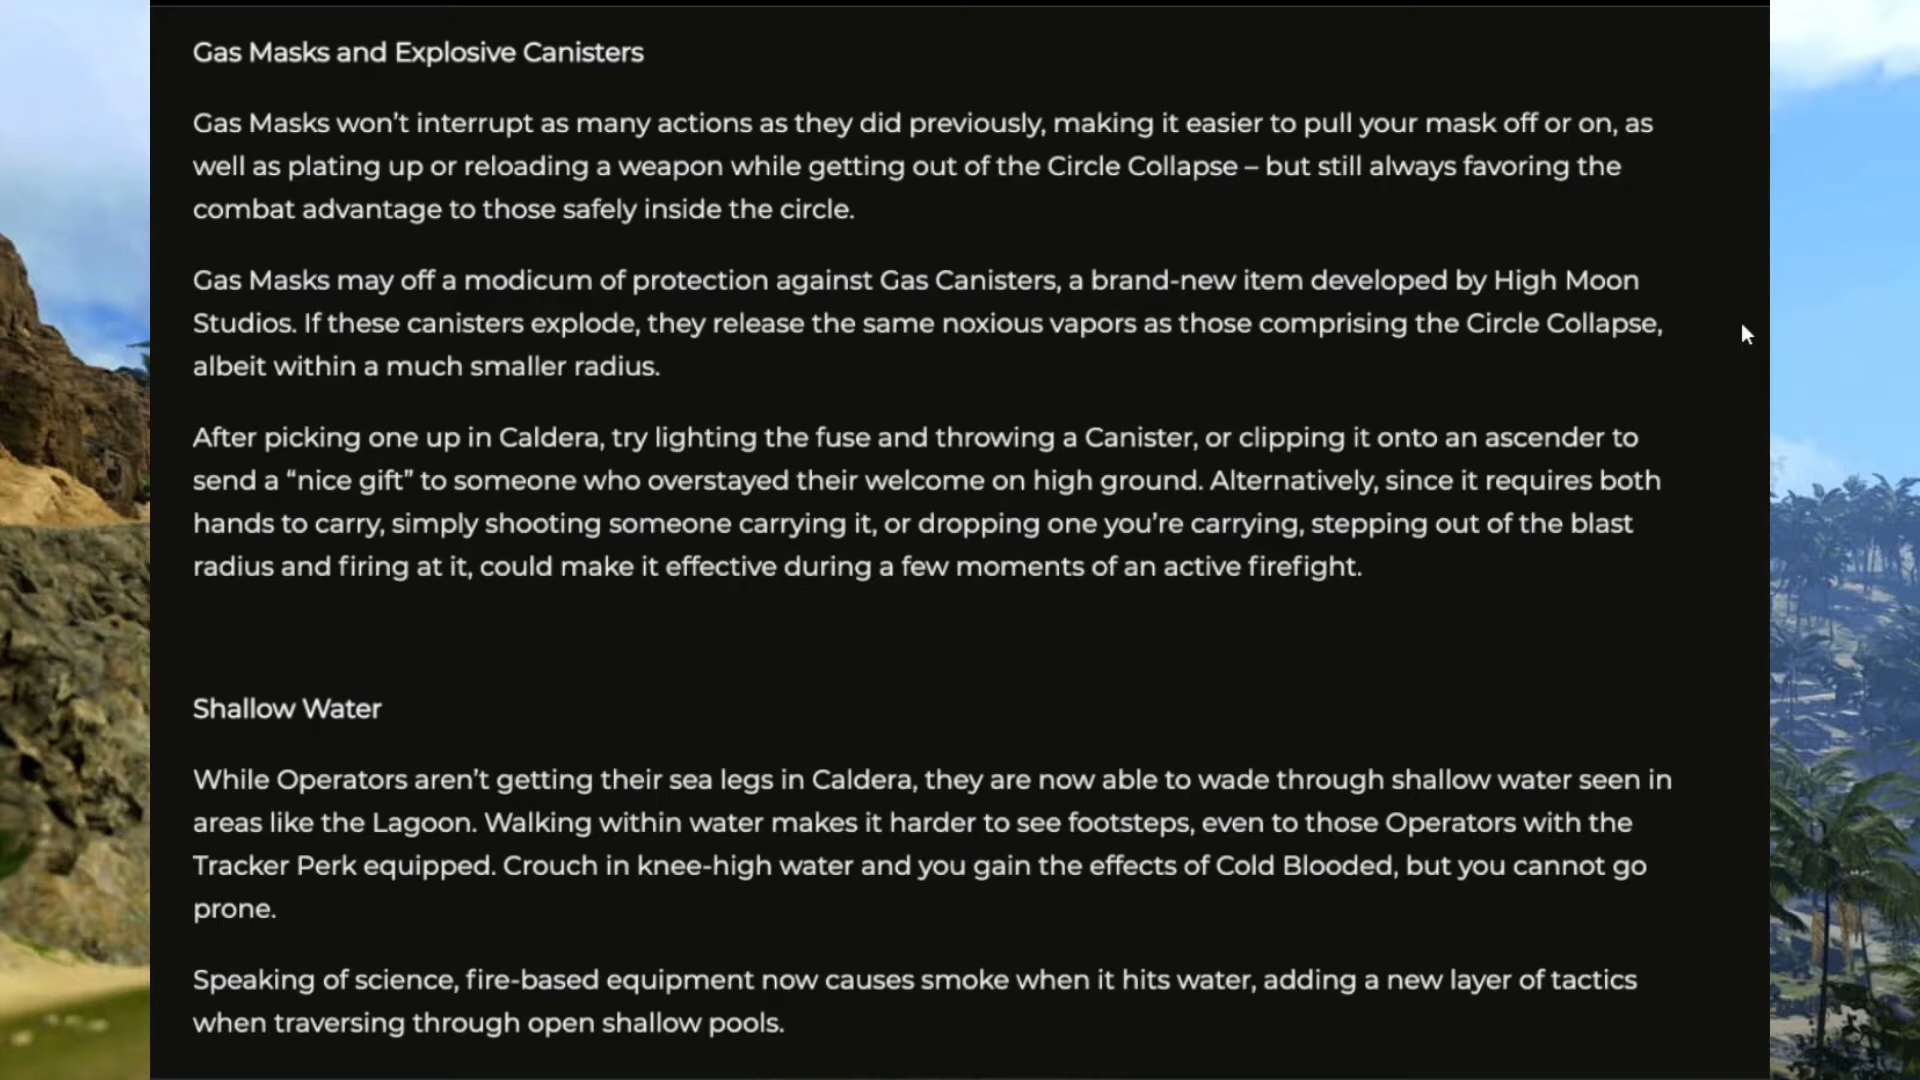 Gas Masks and Explosive Canisters
Gas Masks won’t interrupt as many actions as they did previously, making it easier to pull your mask off or on, as
well as plating up or reloading a weapon while getting out of the Circle Collapse – but still always favoring the
combat advantage to those safely inside the circle.
Gas Masks may off a modicum of protection against Gas Canisters, a brand-new item developed by High Moon
Studios. If these canisters explode, they release the same noxious vapors as those comprising the Circle Collapse,
albeit within a much smaller radius.
After picking one up in Caldera, try lighting the fuse and throwing a Canister, or clipping it onto an ascender to
send a “nice gift” to someone who overstayed their welcome on high ground. Alternatively, since it requires both
hands to carry, simply shooting someone carrying it, or dropping one you’re carrying, stepping out of the blast
radius and firing at it, could make it effective during a few moments of an active firefight.
Shallow Water
While Operators aren’t getting their sea legs in Caldera, they are now able to wade through shallow water seen in
areas like the Lagoon. Walking within water makes it harder to see footsteps, even to those Operators with the
Tracker Perk equipped. Crouch in knee-high water and you gain the effects of Cold Blooded, but you cannot go
prone.
Speaking of science, fire-based equipment now causes smoke when it hits water, adding a new layer of tactics
when traversing through open shallow pools.